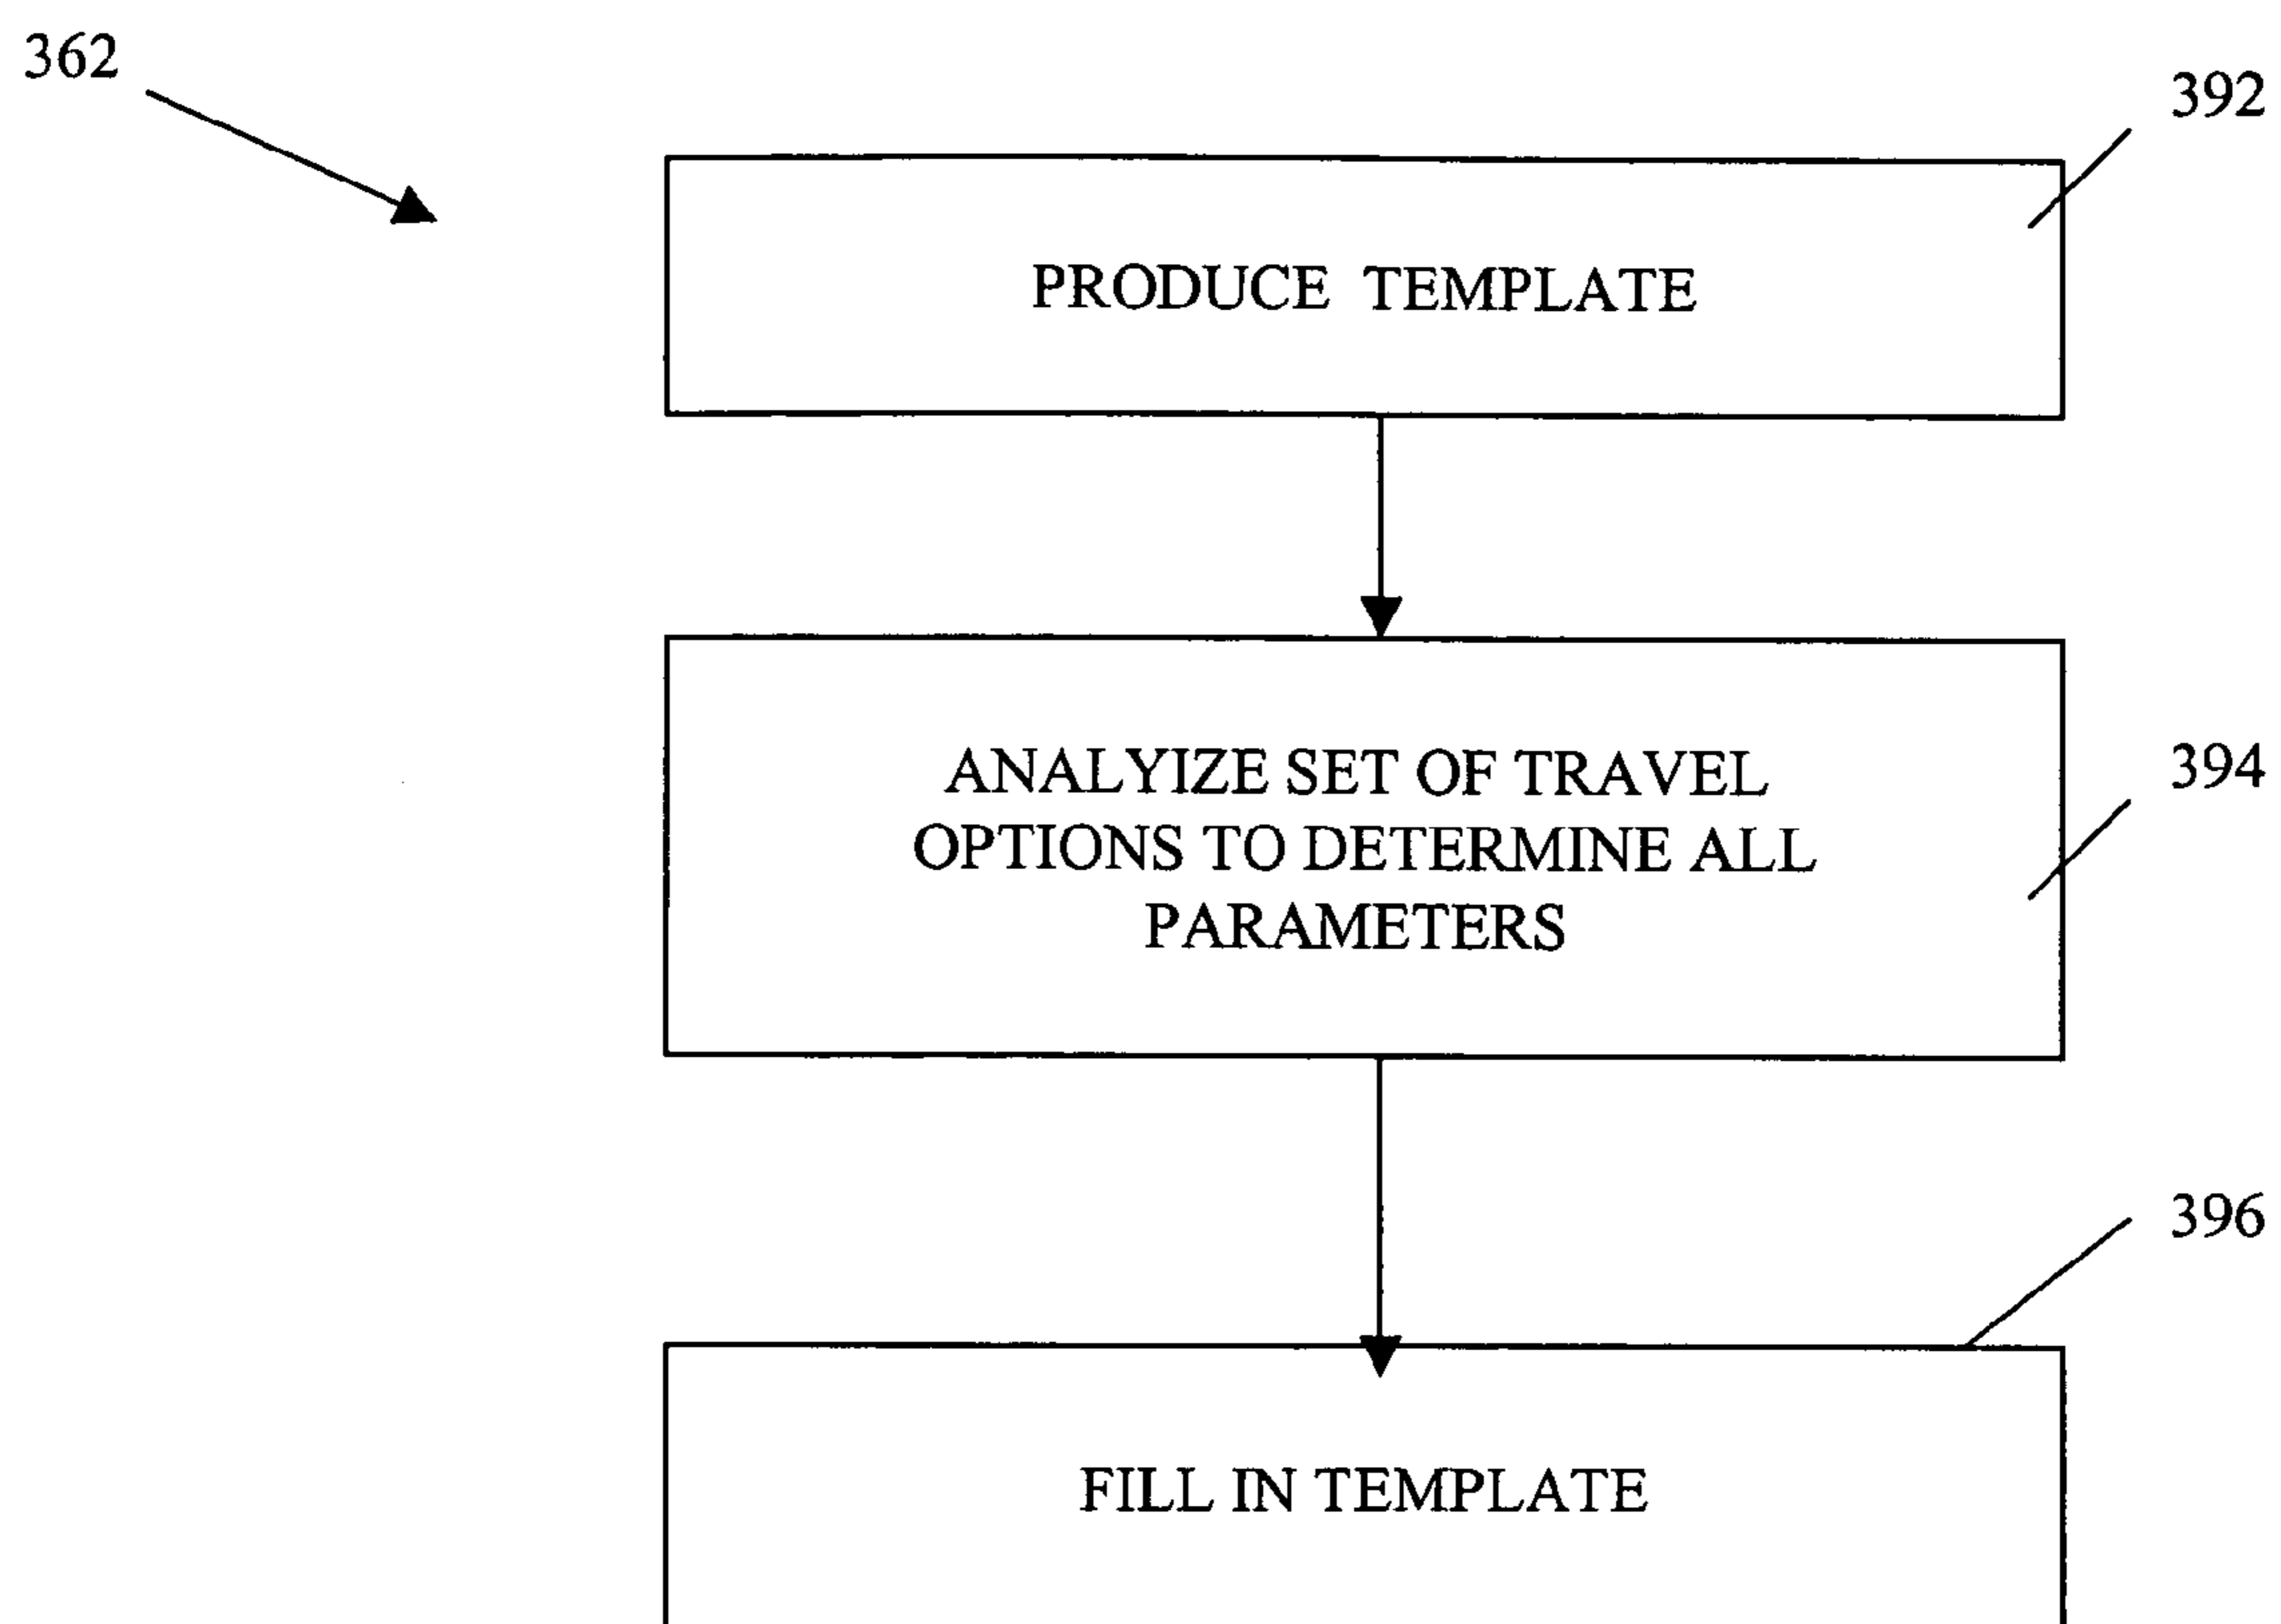 362
392
PRODUCE TEMPLATE
ANALYIZE SET OF TRAVEL
OPTIONS TO DETERMINE ALL
PARAMETERS
394
396
FILL IN TEMPLATE